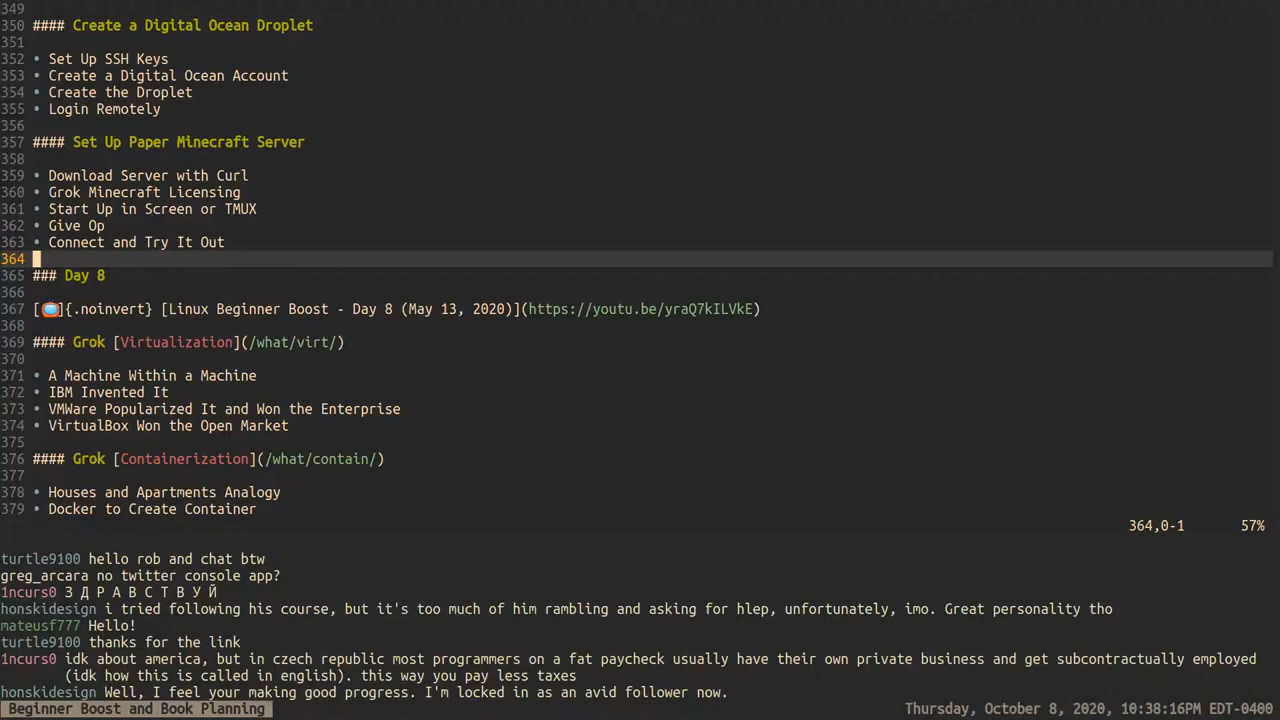 349
350 #### Create a Digital Ocean Droplet
351
352 • Set Up SSH Keys
353 • Create a Digital Ocean Account
354 • Create the Droplet
355 • Login Remotely
356
357 #### Set Up Paper Minecraft Server
358
359 • Download Server with Curl
360 • Grok Minecraft Licensing
361 • Start Up in Screen or TMUX
362 • Give Op
363 • Connect and Try It Out
364
365 ### Day 8
366
367 [📺]{.noinvert} [Linux Beginner Boost - Day 8 (May 13, 2020)](https://youtu.be/yraQ7kILVkE)
368
369 #### Grok [Virtualization](/what/virt/)
370
371 • A Machine Within a Machine
372 • IBM Invented It
373 • VMWare Popularized It and Won the Enterprise
374 • VirtualBox Won the Open Market
375
376 #### Grok [Containerization](/what/contain/)
377
378 • Houses and Apartments Analogy
379 • Docker to Create Container
364,0-1 57%
turtle9100 hello rob and chat btw
greg_arcara no twitter console app?
1ncurs0 З Д Р А В С Т В У Й
honskidesign i tried following his course, but it's too much of him rambling and asking for hlep, unfortunately, imo. Great personality tho
mateusf777 Hello!
turtle9100 thanks for the link
1ncurs0 idk about america, but in czech republic most programmers on a fat paycheck usually have their own private business and get subcontractually employed
(idk how this is called in english). this way you pay less taxes
honskidesign Well, I feel your making good progress. I'm locked in as an avid follower now.
Beginner Boost and Book Planning Thursday, October 8, 2020, 10:38:16PM EDT-0400